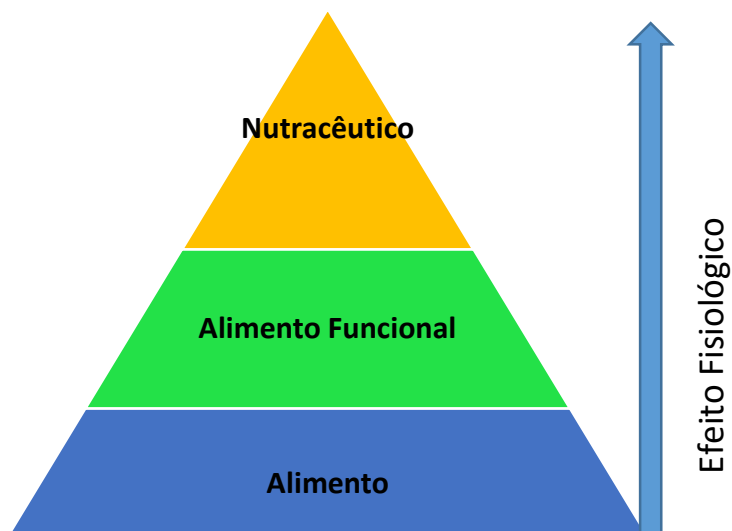 Nutracêutico
Alimento Funcional
Alimento
Efeito Fisiológico